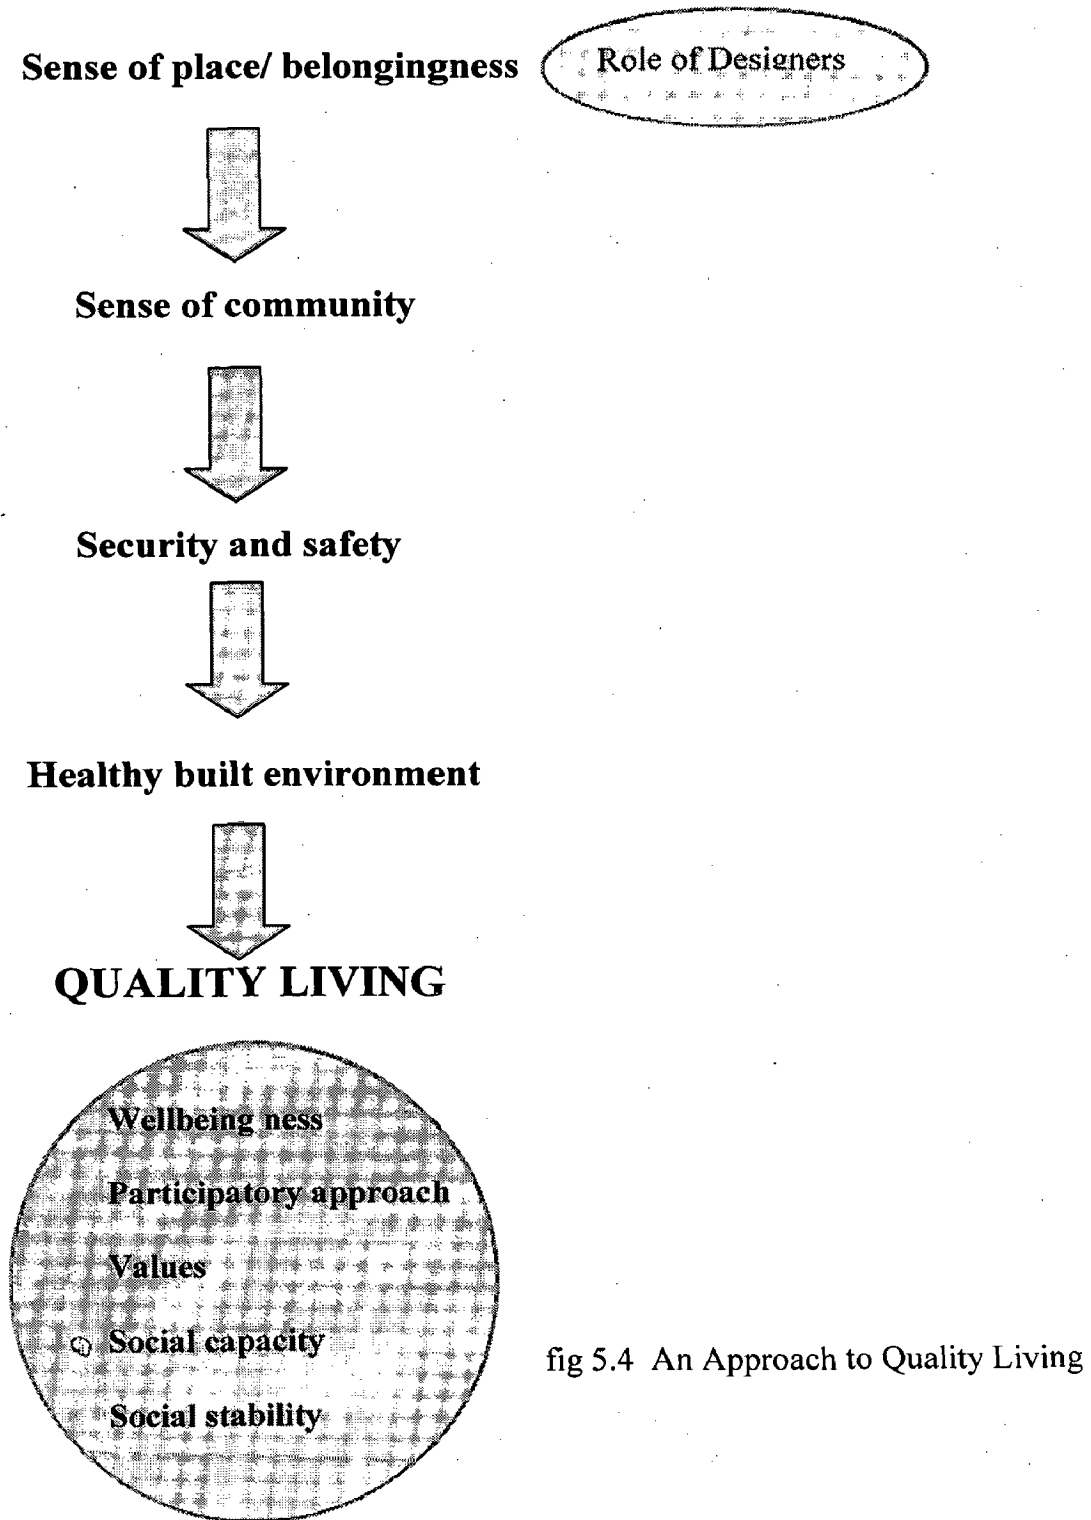 Sense of place/ belongingness
Role of Designers
Sense of community
Security and safety
Healthy built environment
QUALITY LIVING
Wellbeing ness
Participatory approach
Values
Social capacity
Social stability
fig 5.4 An Approach to Quality Living